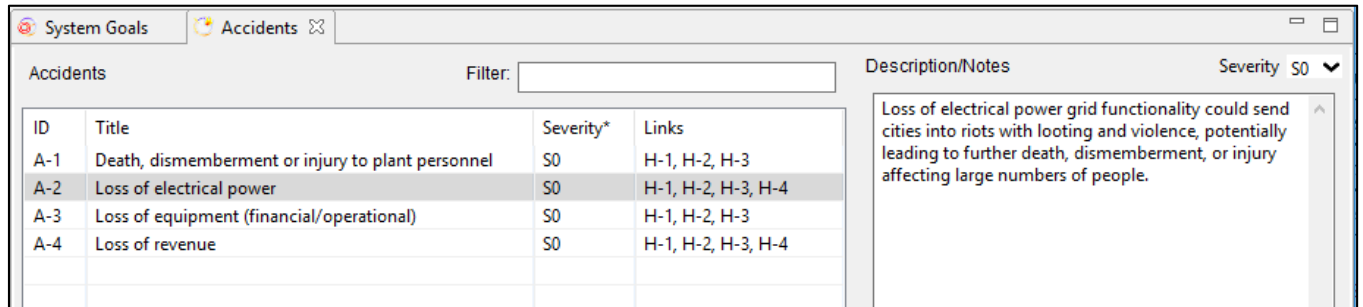 System Goals Accidents
Accidents Filter:
ID Title Severity* Links
A-1 Death, dismemberment or injury to plant personnel S0 H-1, H-2, H-3
A-2 Loss of electrical power S0 H-1, H-2, H-3, H-4
A-3 Loss of equipment (financial/operational) S0 H-1, H-2, H-3
A-4 Loss of revenue S0 H-1, H-2, H-3, H-4
Description/Notes Severity S0
Loss of electrical power grid functionality could send
cities into riots with looting and violence, potentially
leading to further death, dismemberment, or injury
affecting large numbers of people.